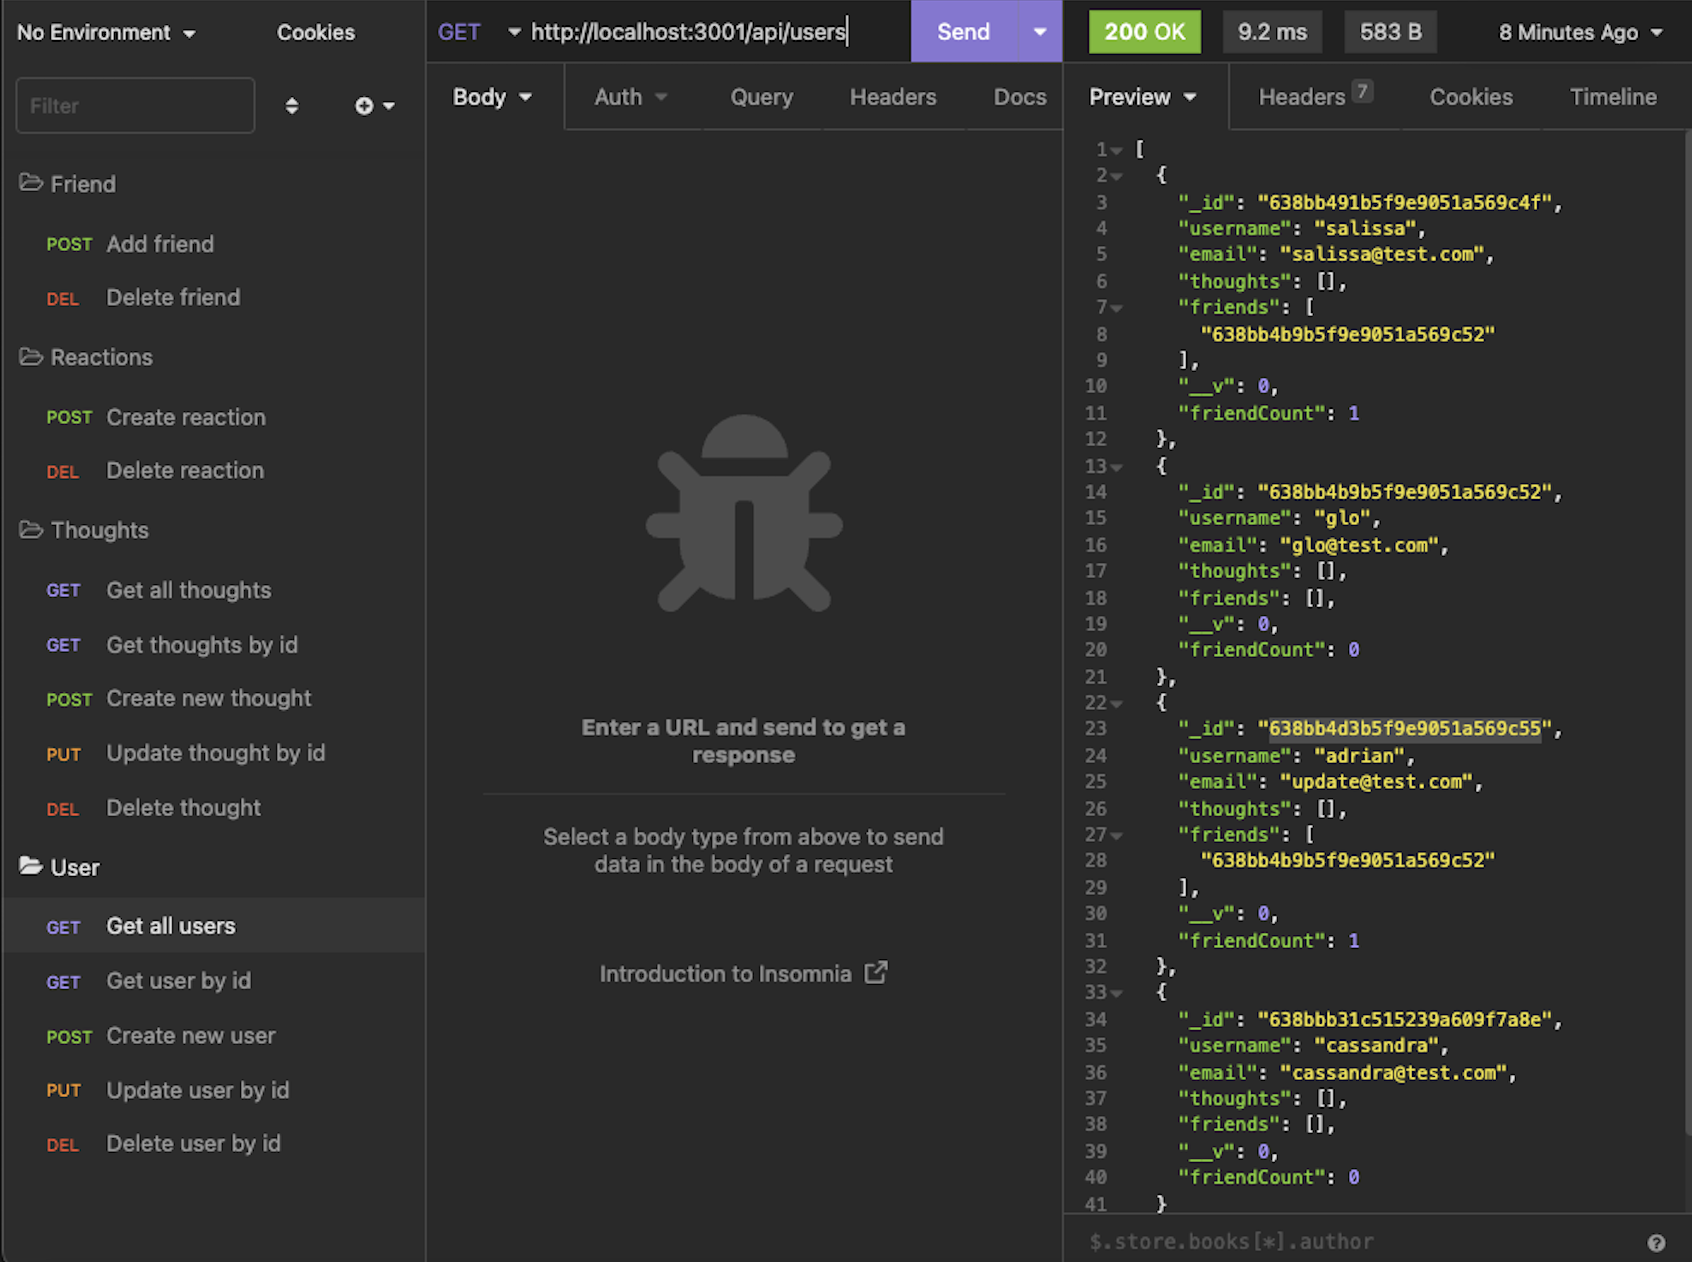 No Environment
Cookies
Filter
Friend
POST Add friend
DEL Delete friend
Reactions
POST Create reaction
DEL Delete reaction
Thoughts
GET Get all thoughts
GET Get thoughts by id
POST Create new thought
PUT Update thought by id
DEL Delete thought
User
GET Get all users
GET Get user by id
POST Create new user
PUT Update user by id
DEL Delete user by id
GET http://localhost:3001/api/users Send
Body Auth Query Headers Docs
Enter a URL and send to get a
response
Select a body type from above to send
data in the body of a request
Introduction to Insomnia
200 OK 9.2 ms 583 B 8 Minutes Ago
Preview Headers 7 Cookies Timeline
1 [
2 {
3 "_id": "638bb491b5f9e9051a569c4f",
4 "username": "salissa",
5 "email": "salissa@test.com",
6 "thoughts": [],
7 "friends": [
8 "638bb4b9b5f9e9051a569c52"
9 ],
10 "__v": 0,
11 "friendCount": 1
12 },
13 {
14 "_id": "638bb4b9b5f9e9051a569c52",
15 "username": "glo",
16 "email": "glo@test.com",
17 "thoughts": [],
18 "friends": [],
19 "__v": 0,
20 "friendCount": 0
21 },
22 {
23 "_id": "638bb4d3b5f9e9051a569c55",
24 "username": "adrian",
25 "email": "update@test.com",
26 "thoughts": [],
27 "friends": [
28 "638bb4b9b5f9e9051a569c52"
29 ],
30 "__v": 0,
31 "friendCount": 1
32 },
33 {
34 "_id": "638bbb31c515239a609f7a8e",
35 "username": "cassandra",
36 "email": "cassandra@test.com",
37 "thoughts": [],
38 "friends": [],
39 "__v": 0,
40 "friendCount": 0
41 }
$.store.books[*].author